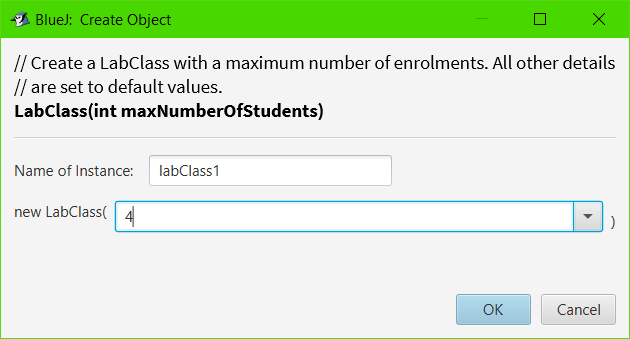 BlueJ: Create Object
// Create a LabClass with a maximum number of enrolments. All other details
// are set to default values.
LabClass(int maxNumberOfStudents)
Name of Instance: labClass1
new LabClass( 4 )
OK Cancel